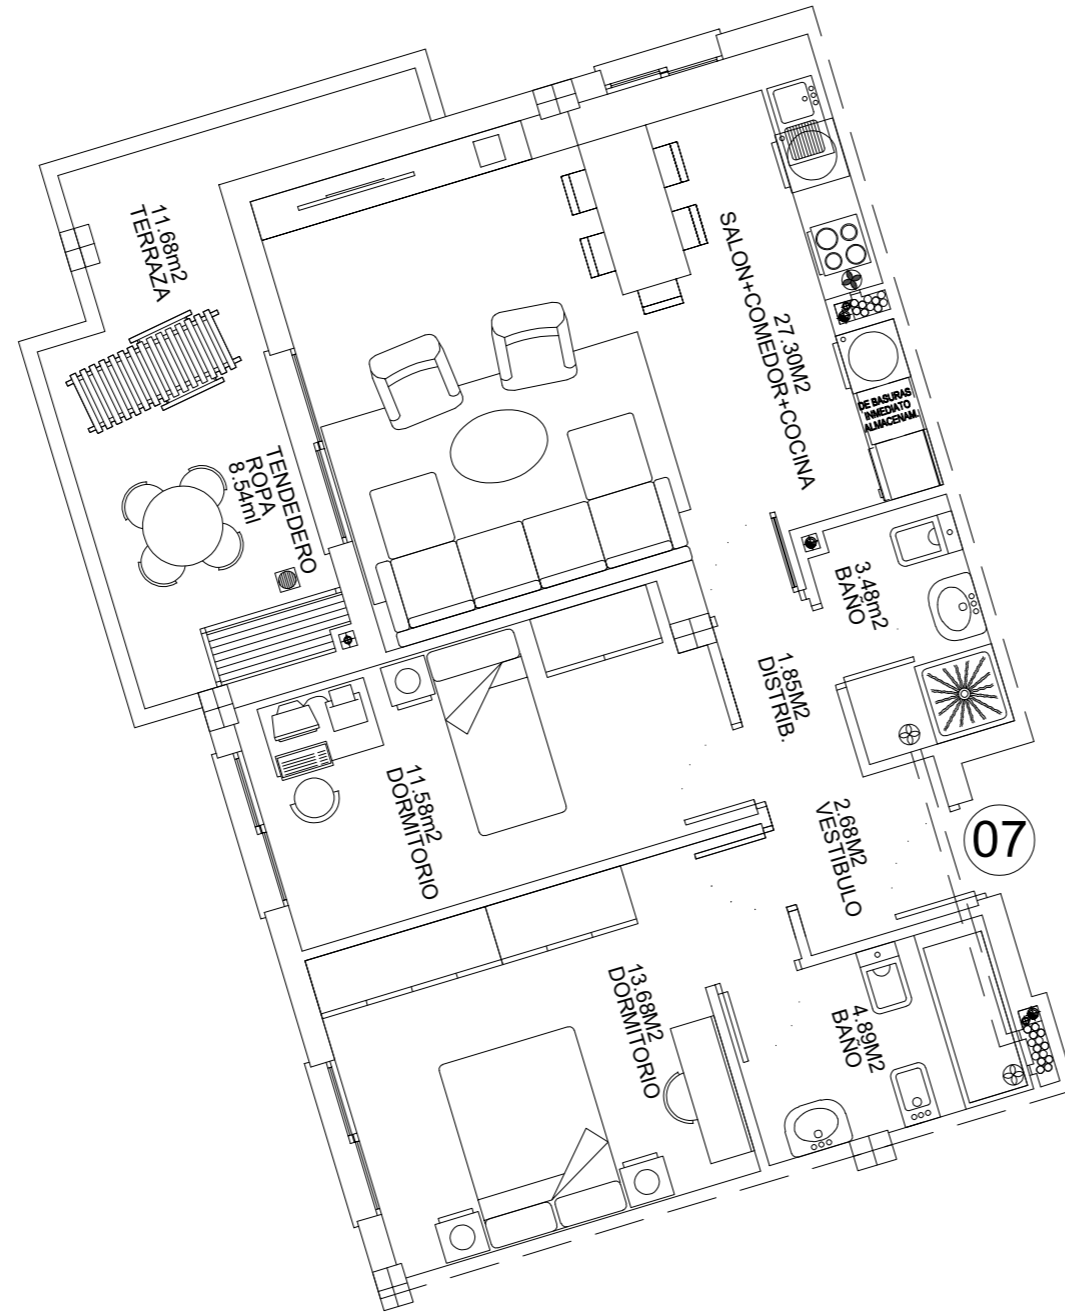 11.68m2
TERRAZA
27.30M2
SALON+COMEDOR+COCINA
DE BASURAS
INMEDIATO
ALMACENAM.
TENDEDERO
ROPA
8.54ml
3.48m2
BAÑO
1.85M2
DISTRIB.
11.58m2
DORMITORIO
2.68M2
VESTIBULO
07
13.68M2
DORMITORIO
4.89M2
BAÑO